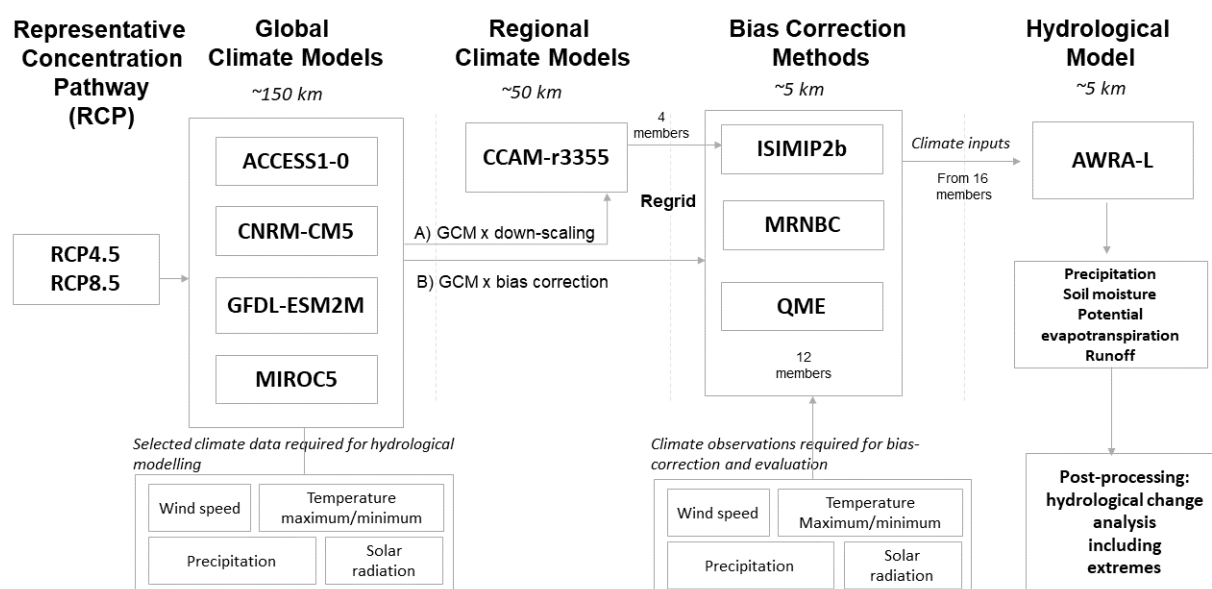 Representative
Concentration
Pathway
(RCP)
RCP4.5
RCP8.5
Global
Climate Models
~150 km
ACCESS1-0
CNRM-CM5
GFDL-ESM2M
MIROC5
Selected climate data required for hydrological
modelling
Wind speed
Temperature
maximum/minimum
Precipitation
Solar
radiation
Regional
Climate Models
~50 km
CCAM-r3355
4
members
Regrid
A) GCM x down-scaling
B) GCM x bias correction
Bias Correction
Methods
~5 km
ISIMIP2b
MRNBC
QME
12
members
Climate observations required for bias-
correction and evaluation
Wind speed
Temperature
Maximum/minimum
Precipitation
Solar
radiation
Climate inputs
From 16
members
Hydrological
Model
~5 km
AWRA-L
Precipitation
Soil moisture
Potential
evapotranspiration
Runoff
Post-processing:
hydrological change
analysis
including
extremes